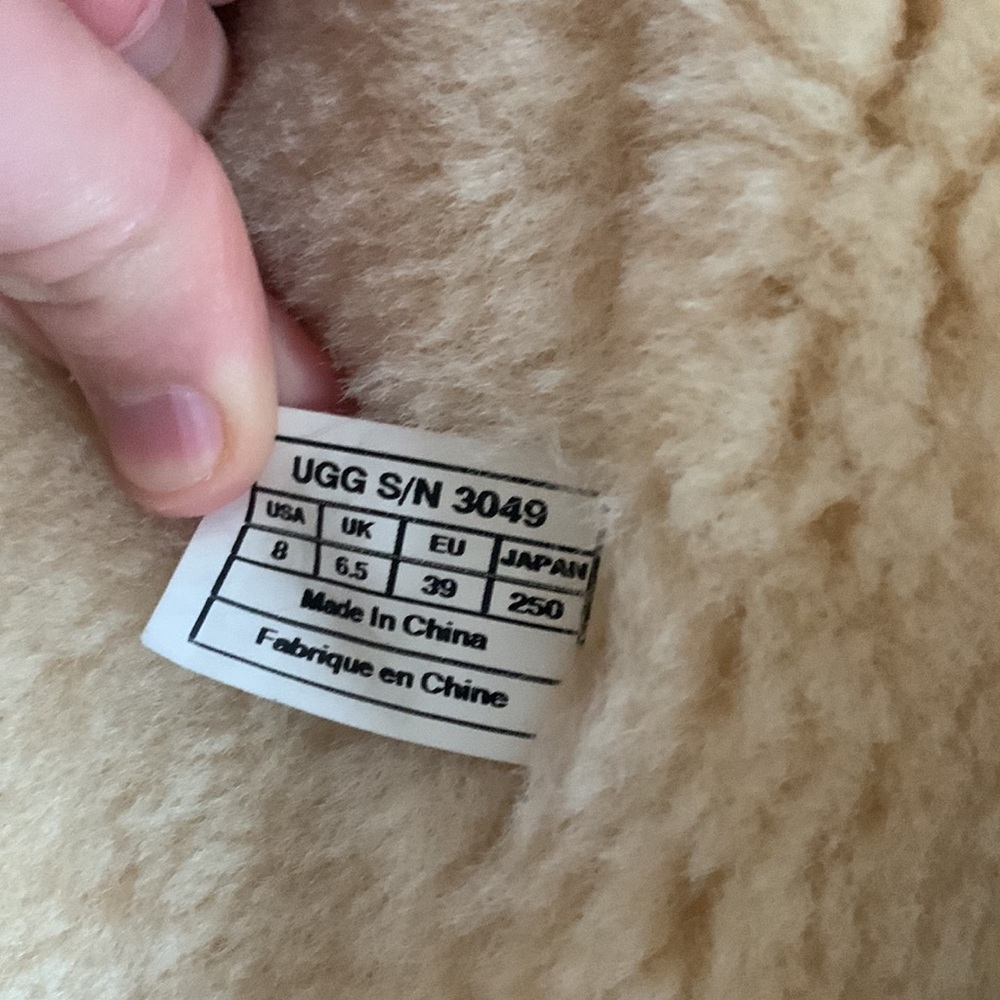 UGG S/N 3049
USA UK EU JAPAN
8 6.5 39 250
Made In China
Fabrique en Chine